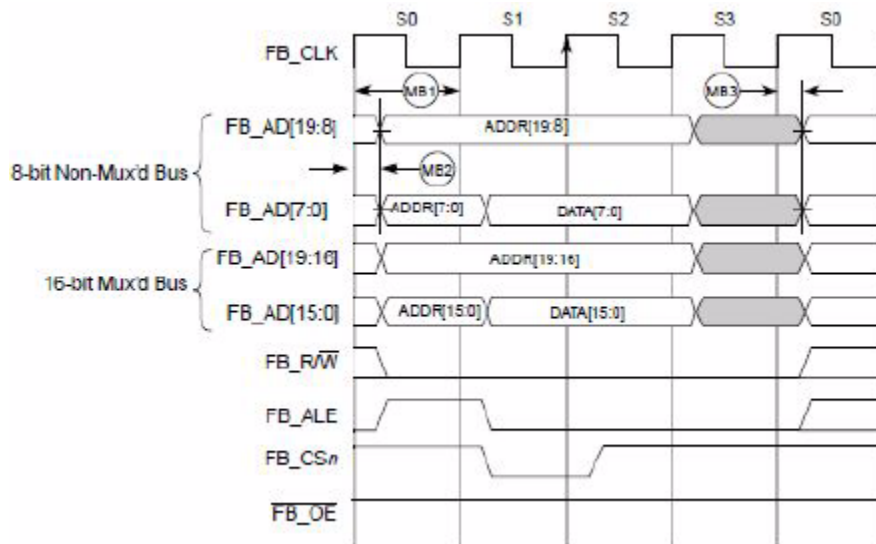 S0 S1 S2 S3 S0
FB_CLK
MB1 MB3
FB_AD[19:8] ADDR[19:8]
8-bit Non-Mux'd Bus
MB2
FB_AD[7:0] ADDR[7:0] DATA[7:0]
FB_AD[19:16] ADDR[19:16]
16-bit Mux'd Bus
FB_AD[15:0] ADDR[15:0] DATA[15:0]
FB_R/W
FB_ALE
FB_CSn
FB_OE